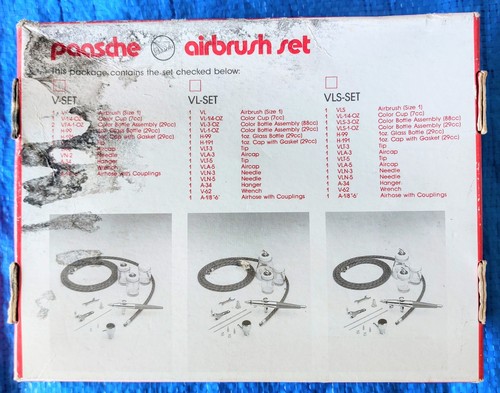 paasche airbrush set
This package contains the set checked below:
V-SET
Airbrush (Size 1)
Color Cup (7cc)
Color Bottle Assembly (29cc)
1oz. Glass Bottle (29cc)
Cap with Gasket (29cc)
Tip
Aircap
Needle
Hanger
Wrench
Airhose with Couplings
VL-SET
1 VL Airbrush (Size 1)
1 VL-1/4-OZ Color Cup (7cc)
1 VL-3-OZ Color Bottle Assembly (88cc)
1 VL-1-OZ Color Bottle Assembly (29cc)
1 H-99 1oz. Glass Bottle (29cc)
1 H-191 1oz. Cap with Gasket (29cc)
1 VLT-3 Tip
1 VLA-3 Aircap
1 VLT-5 Tip
1 VLA-5 Aircap
1 VLN-3 Needle
1 VLN-5 Needle
1 A-34 Hanger
1 V-62 Wrench
1 A-1/8"6' Airhose with Couplings
VLS-SET
1 VLS Airbrush (Size 1)
1 VL-1/4-OZ Color Cup (7cc)
1 VLS-3-OZ Color Bottle Assembly (88cc)
1 VLS-1-OZ Color Bottle Assembly (29cc)
1 H-99 1oz. Glass Bottle (29cc)
1oz. Cap with Gasket (29cc)
1 VLT-3 Tip
1 VLA-3 Aircap
1 VLT-5 Tip
1 VLA-5 Aircap
1 VLN-3 Needle
1 VLN-5 Needle
1 A-34 Hanger
1 V-62 Wrench
1 A-1/8"6' Airhose with Couplings